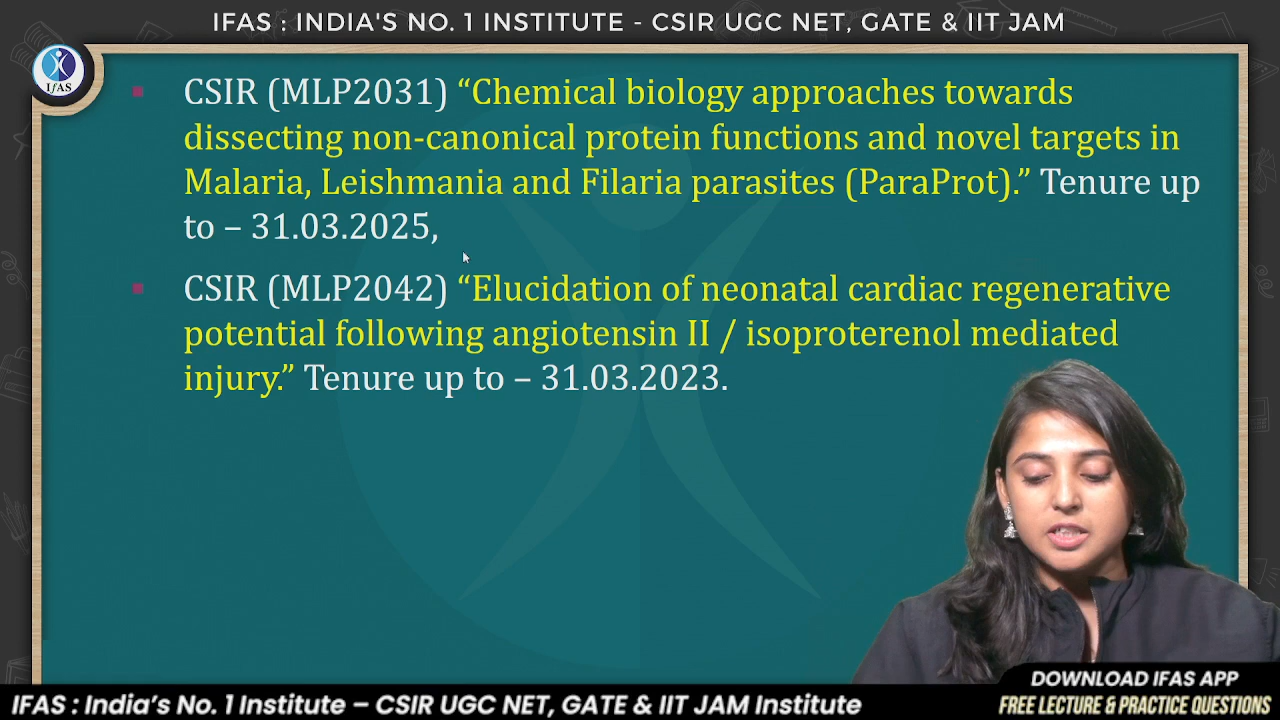 IFAS : INDIA'S NO. 1 INSTITUTE - CSIR UGC NET, GATE & IIT JAM
IfAS
CSIR (MLP2031) “Chemical biology approaches towards
dissecting non-canonical protein functions and novel targets in
Malaria, Leishmania and Filaria parasites (ParaProt).” Tenure up
to – 31.03.2025,
CSIR (MLP2042) “Elucidation of neonatal cardiac regenerative
potential following angiotensin II / isoproterenol mediated
injury.” Tenure up to – 31.03.2023.
DOWNLOAD IFAS APP
IFAS : India’s No. 1 Institute – CSIR UGC NET, GATE & IIT JAM Institute
FREE LECTURE & PRACTICE QUESTIONS